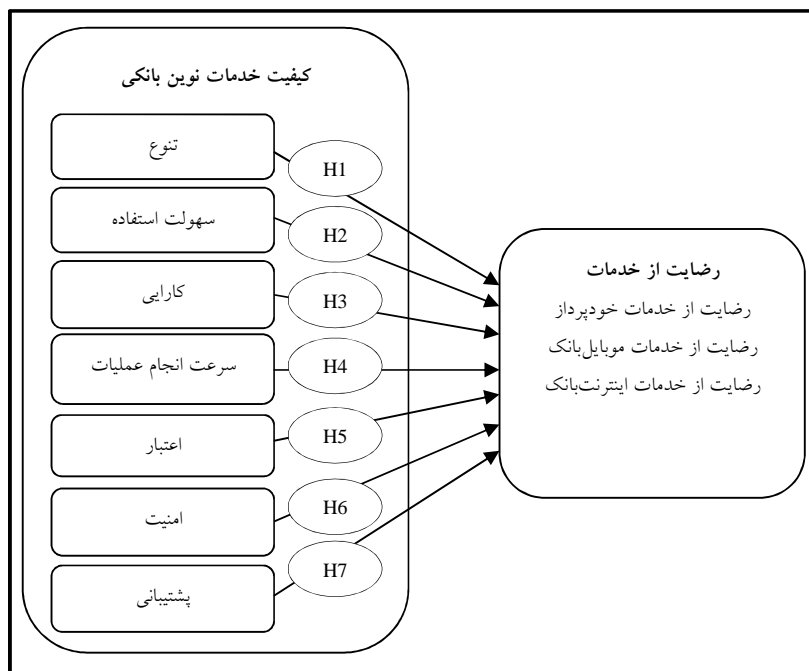 کیفیت خدمات نوین بانکی
تنوع
H1
سهولت استفاده
H2
کارایی
H3
سرعت انجام عملیات
H4
اعتبار
H5
امنیت
H6
پشتیبانی
H7
رضایت از خدمات
رضایت از خدمات خودپرداز
رضایت از خدمات موبایل‌بانک
رضایت از خدمات اینترنت‌بانک